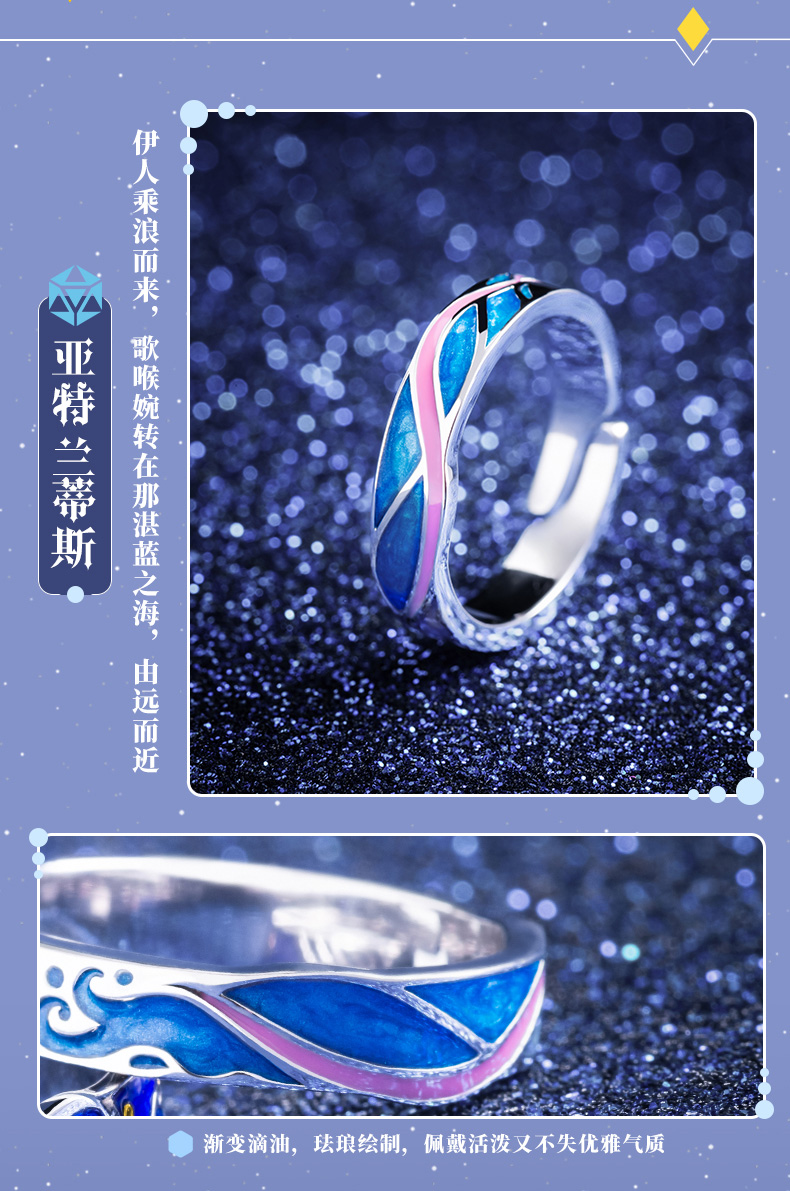 亚特兰蒂斯
伊人乘浪而来，歌喉婉转在那湛蓝之海，由远而近
渐变滴油，珐琅绘制，佩戴活泼又不失优雅气质